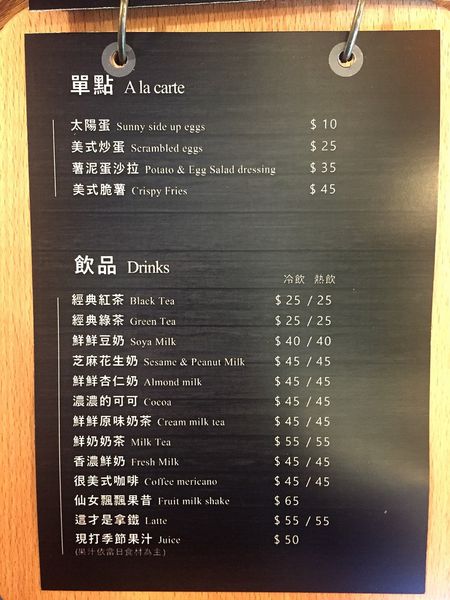 單點 A la carte
太陽蛋 Sunny side up eggs $ 10
美式炒蛋 Scrambled eggs $ 25
薯泥蛋沙拉 Potato & Egg Salad dressing $ 35
美式脆薯 Crispy Fries $ 45
飲品 Drinks
冷飲 熱飲
經典紅茶 Black Tea $ 25 / 25
經典綠茶 Green Tea $ 25 / 25
鮮鮮豆奶 Soya Milk $ 40 / 40
芝麻花生奶 Sesame & Peanut Milk $ 45 / 45
鮮鮮杏仁奶 Almond milk $ 45 / 45
濃濃的可可 Cocoa $ 45 / 45
鮮鮮原味奶茶 Cream milk tea $ 45 / 45
鮮奶奶茶 Milk Tea $ 55 / 55
香濃鮮奶 Fresh Milk $ 45 / 45
很美式咖啡 Coffee mericano $ 45 / 45
仙女飄飄果昔 Fruit milk shake $ 65
這才是拿鐵 Latte $ 55 / 55
現打季節果汁 Juice $ 50
(果汁依當日食材為主)